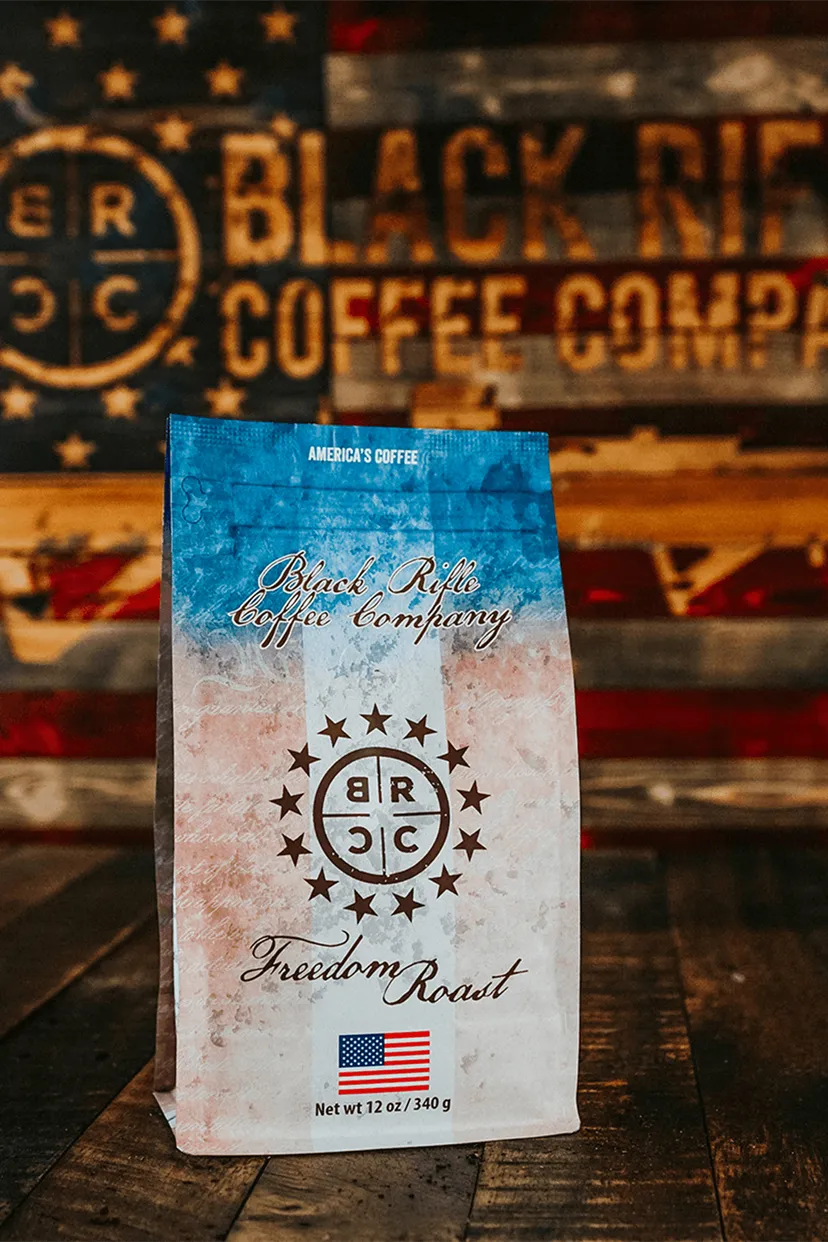 B R
C C
BLACK RIF
COFFEE COMPA
AMERICA'S COFFEE
Black Rifle
Coffee Company
B R
C C
Freedom Roast
Net wt 12 oz / 340 g